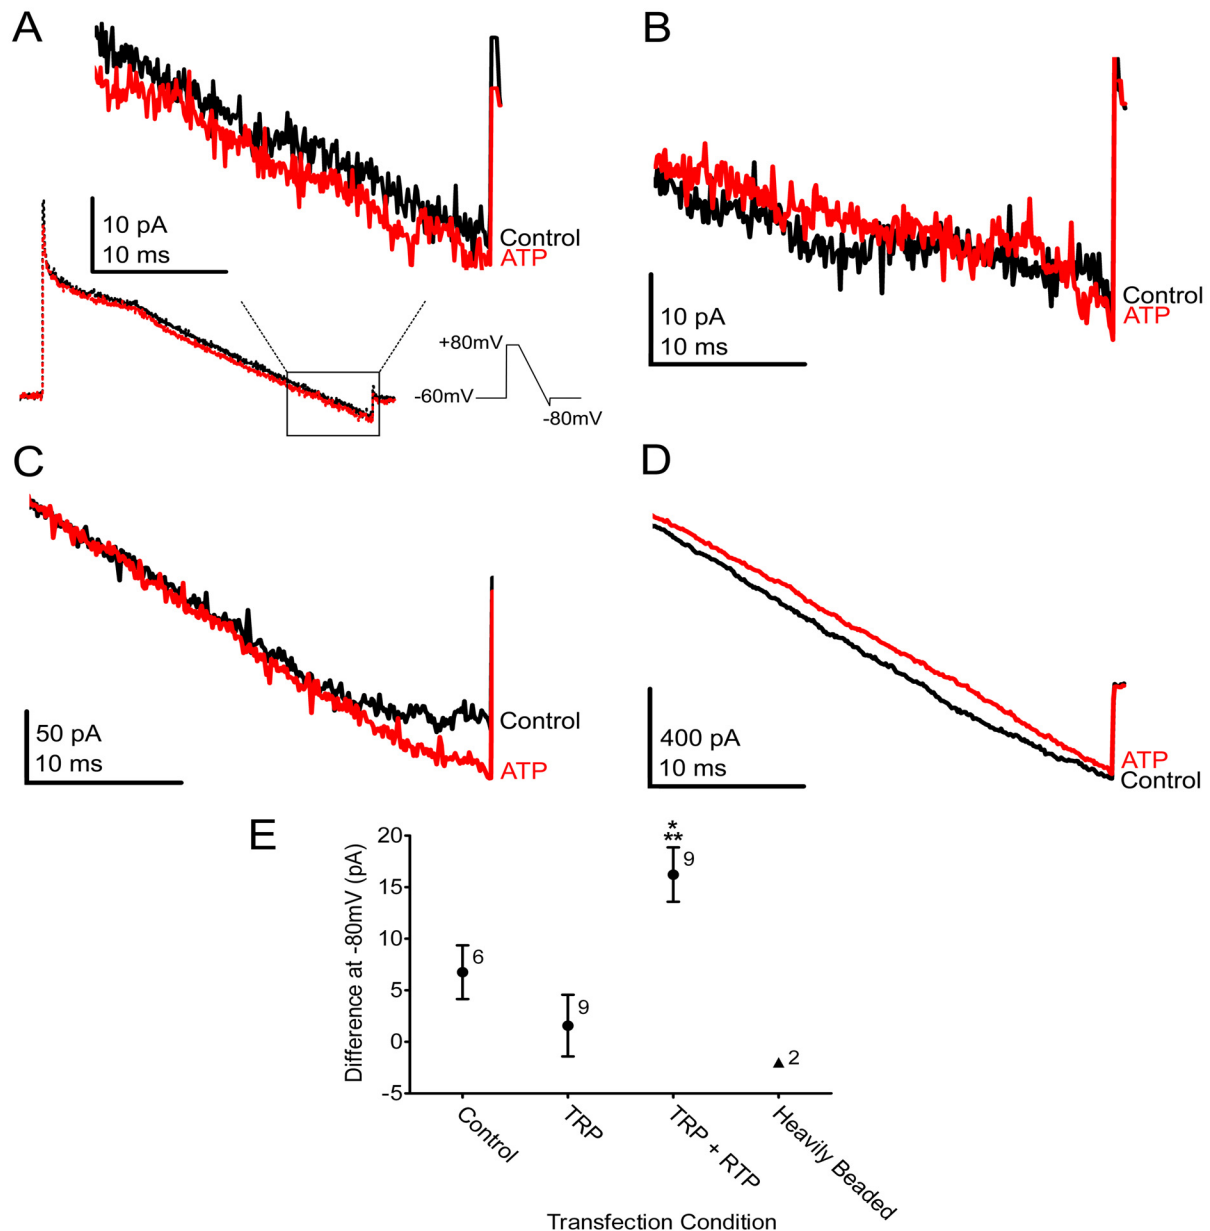 A
10 pA
10 ms
Control
ATP
+80mV
-60mV
-80mV
B
10 pA
10 ms
Control
ATP
C
50 pA
10 ms
Control
ATP
D
400 pA
10 ms
ATP
Control
E
Difference at -80mV (pA)
20
15
10
5
0
-5
6
9
*
**
9
2
Control
TRP
TRP + RTP
Heavily Beaded
Transfection Condition